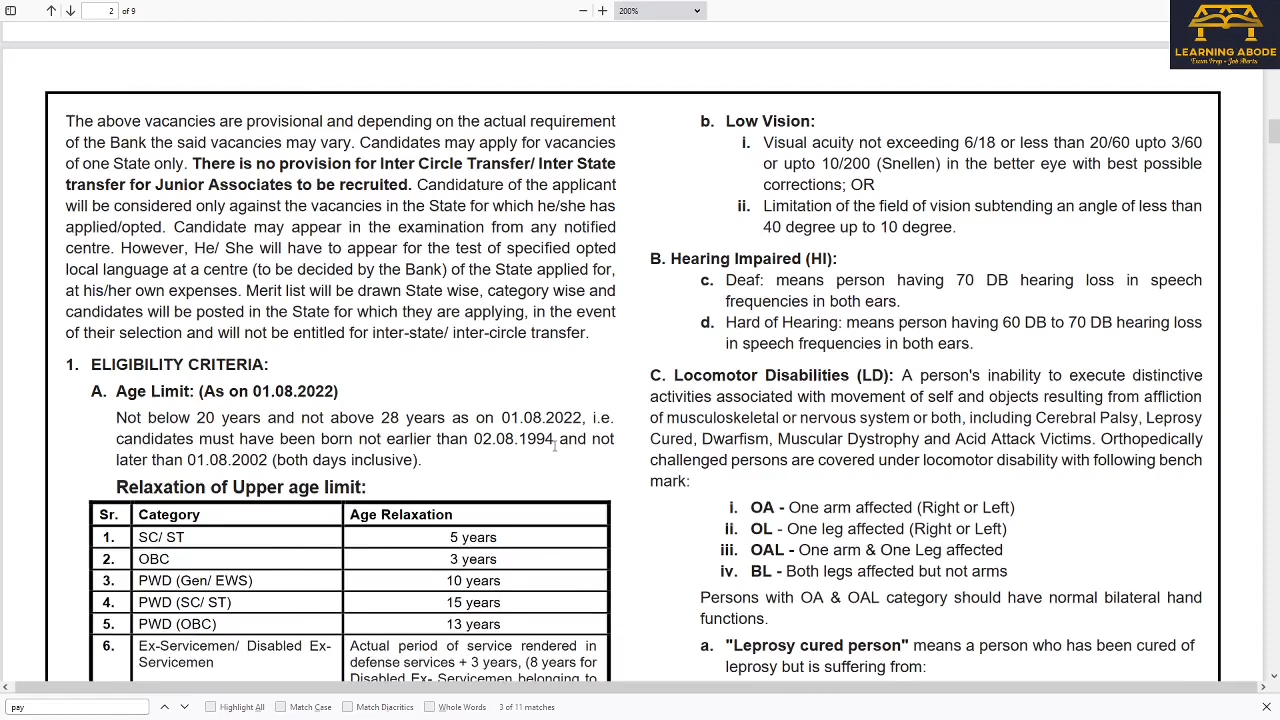 2 of 9
200%
LEARNING ABODE
Exam Prep - Job Alerts
The above vacancies are provisional and depending on the actual requirement
of the Bank the said vacancies may vary. Candidates may apply for vacancies
of one State only. There is no provision for Inter Circle Transfer/ Inter State
transfer for Junior Associates to be recruited. Candidature of the applicant
will be considered only against the vacancies in the State for which he/she has
applied/opted. Candidate may appear in the examination from any notified
centre. However, He/ She will have to appear for the test of specified opted
local language at a centre (to be decided by the Bank) of the State applied for,
at his/her own expenses. Merit list will be drawn State wise, category wise and
candidates will be posted in the State for which they are applying, in the event
of their selection and will not be entitled for inter-state/ inter-circle transfer.
1. ELIGIBILITY CRITERIA:
A. Age Limit: (As on 01.08.2022)
Not below 20 years and not above 28 years as on 01.08.2022, i.e.
candidates must have been born not earlier than 02.08.1994 and not
later than 01.08.2002 (both days inclusive).
Relaxation of Upper age limit:
Sr. Category Age Relaxation
1. SC/ ST 5 years
2. OBC 3 years
3. PWD (Gen/ EWS) 10 years
4. PWD (SC/ ST) 15 years
5. PWD (OBC) 13 years
6. Ex-Servicemen/ Disabled Ex- Actual period of service rendered in
Servicemen defense services + 3 years, (8 years for
Disabled Ex- Servicemen belonging to
b. Low Vision:
i. Visual acuity not exceeding 6/18 or less than 20/60 upto 3/60
or upto 10/200 (Snellen) in the better eye with best possible
corrections; OR
ii. Limitation of the field of vision subtending an angle of less than
40 degree up to 10 degree.
B. Hearing Impaired (HI):
c. Deaf: means person having 70 DB hearing loss in speech
frequencies in both ears.
d. Hard of Hearing: means person having 60 DB to 70 DB hearing loss
in speech frequencies in both ears.
C. Locomotor Disabilities (LD): A person's inability to execute distinctive
activities associated with movement of self and objects resulting from affliction
of musculoskeletal or nervous system or both, including Cerebral Palsy, Leprosy
Cured, Dwarfism, Muscular Dystrophy and Acid Attack Victims. Orthopedically
challenged persons are covered under locomotor disability with following bench
mark:
i. OA - One arm affected (Right or Left)
ii. OL - One leg affected (Right or Left)
iii. OAL - One arm & One Leg affected
iv. BL - Both legs affected but not arms
Persons with OA & OAL category should have normal bilateral hand
functions.
a. "Leprosy cured person" means a person who has been cured of
leprosy but is suffering from:
pay Highlight All Match Case Match Diacritics Whole Words 3 of 11 matches